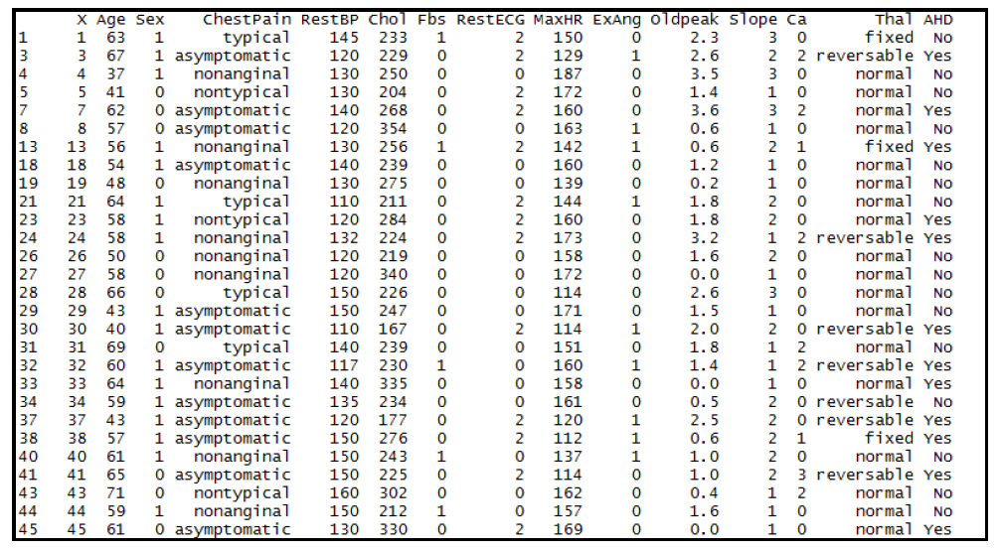 X Age Sex ChestPain RestBP Chol Fbs RestECG MaxHR ExAng Oldpeak Slope Ca Thal AHD
1 1 63 1 typical 145 233 1 2 150 0 2.3 3 0 fixed No
3 3 67 1 asymptomatic 120 229 0 2 129 1 2.6 2 2 reversable Yes
4 4 37 1 nonanginal 130 250 0 0 187 0 3.5 3 0 normal No
5 5 41 0 nontypical 130 204 0 2 172 0 1.4 1 0 normal No
7 7 62 0 asymptomatic 140 268 0 2 160 0 3.6 3 2 normal Yes
8 8 57 0 asymptomatic 120 354 0 0 163 1 0.6 1 0 normal No
13 13 56 1 nonanginal 130 256 1 2 142 1 0.6 2 1 fixed Yes
18 18 54 1 asymptomatic 140 239 0 0 160 0 1.2 1 0 normal No
19 19 48 0 nonanginal 130 275 0 0 139 0 0.2 1 0 normal No
21 21 64 1 typical 110 211 0 2 144 1 1.8 2 0 normal No
23 23 58 1 nontypical 120 284 0 2 160 0 1.8 2 0 normal Yes
24 24 58 1 nonanginal 132 224 0 2 173 0 3.2 1 2 reversable Yes
26 26 50 0 nonanginal 120 219 0 0 158 0 1.6 2 0 normal No
27 27 58 0 nonanginal 120 340 0 0 172 0 0.0 1 0 normal No
28 28 66 0 typical 150 226 0 0 114 0 2.6 3 0 normal No
29 29 43 1 asymptomatic 150 247 0 0 171 0 1.5 1 0 normal No
30 30 40 1 asymptomatic 110 167 0 2 114 1 2.0 2 0 reversable Yes
31 31 69 0 typical 140 239 0 0 151 0 1.8 1 2 normal No
32 32 60 1 asymptomatic 117 230 1 0 160 1 1.4 1 2 reversable Yes
33 33 64 1 nonanginal 140 335 0 0 158 0 0.0 1 0 normal Yes
34 34 59 1 asymptomatic 135 234 0 0 161 0 0.5 2 0 reversable No
37 37 43 1 asymptomatic 120 177 0 2 120 1 2.5 2 0 reversable Yes
38 38 57 1 asymptomatic 150 276 0 2 112 1 0.6 2 1 fixed Yes
40 40 61 1 nonanginal 150 243 1 0 137 1 1.0 2 0 normal No
41 41 65 0 asymptomatic 150 225 0 2 114 0 1.0 2 3 reversable Yes
43 43 71 0 nontypical 160 302 0 0 162 0 0.4 1 2 normal No
44 44 59 1 nonanginal 150 212 1 0 157 0 1.6 1 0 normal No
45 45 61 0 asymptomatic 130 330 0 2 169 0 0.0 1 0 normal Yes